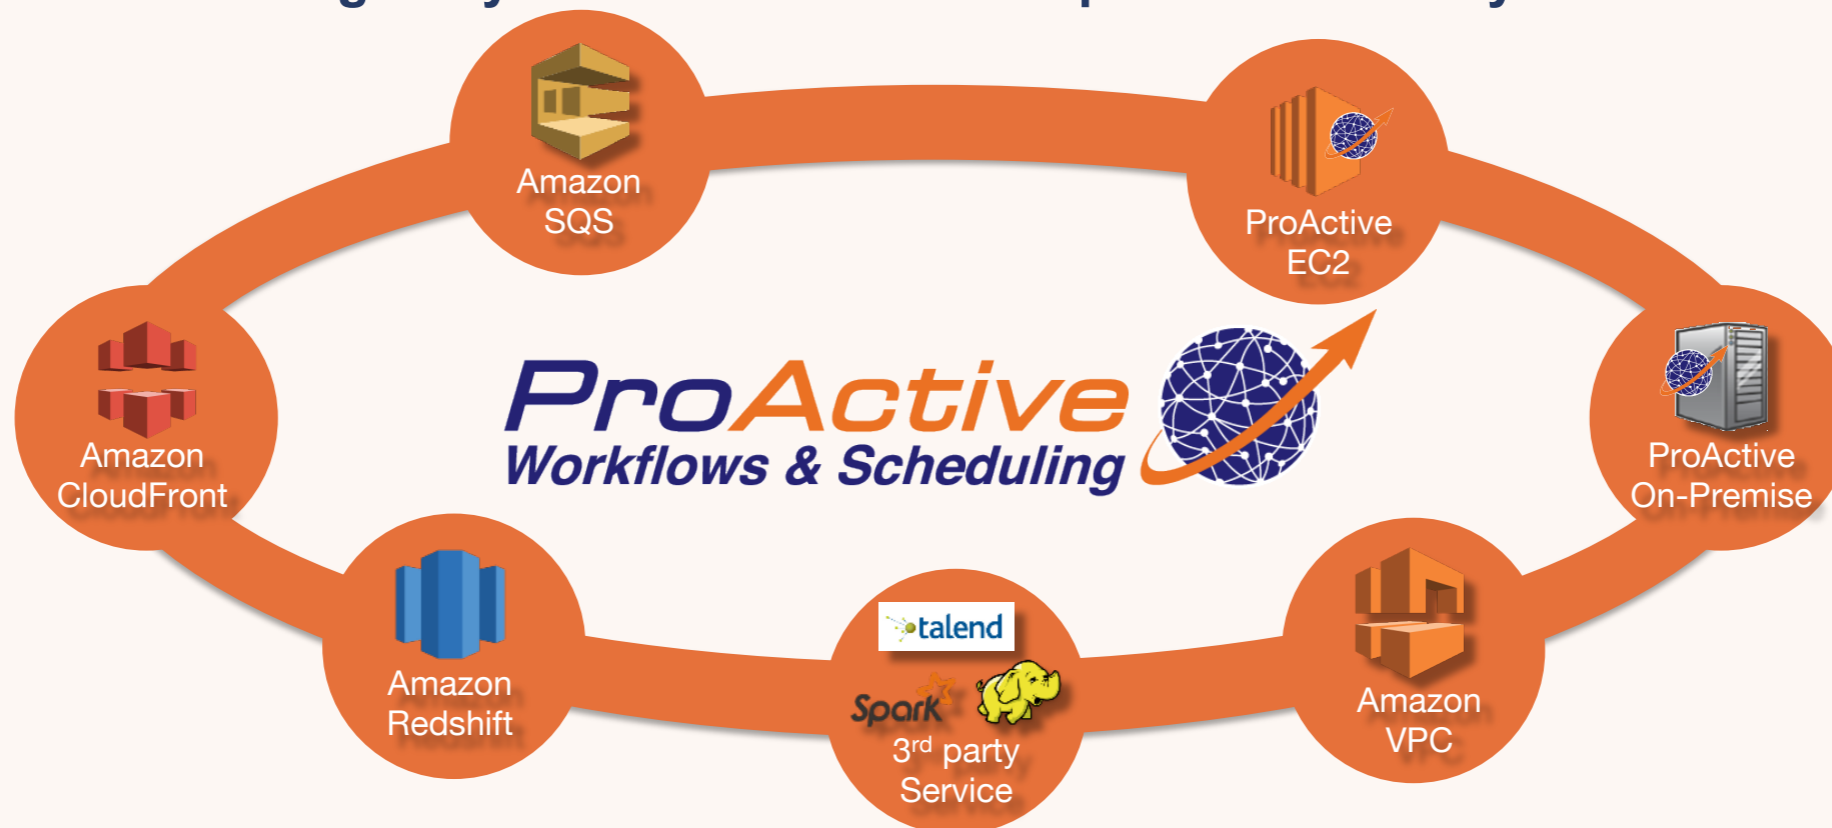 Amazon
SQS
ProActive
EC2
Amazon
CloudFront
ProActive
Workflows & Scheduling
ProActive
On-Premise
Amazon
Redshift
talend
Spark
3rd party
Service
Amazon
VPC